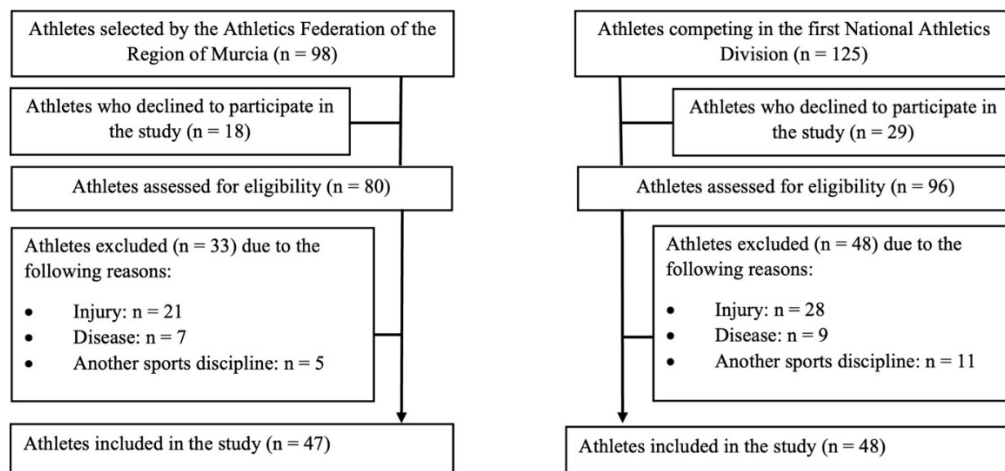 Athletes selected by the Athletics Federation of the
Region of Murcia (n = 98)
Athletes who declined to participate in
the study (n = 18)
Athletes assessed for eligibility (n = 80)
Athletes excluded (n = 33) due to the
following reasons:
• Injury: n = 21
• Disease: n = 7
• Another sports discipline: n = 5
Athletes included in the study (n = 47)
Athletes competing in the first National Athletics
Division (n = 125)
Athletes who declined to participate in
the study (n = 29)
Athletes assessed for eligibility (n = 96)
Athletes excluded (n = 48) due to the
following reasons:
• Injury: n = 28
• Disease: n = 9
• Another sports discipline: n = 11
Athletes included in the study (n = 48)